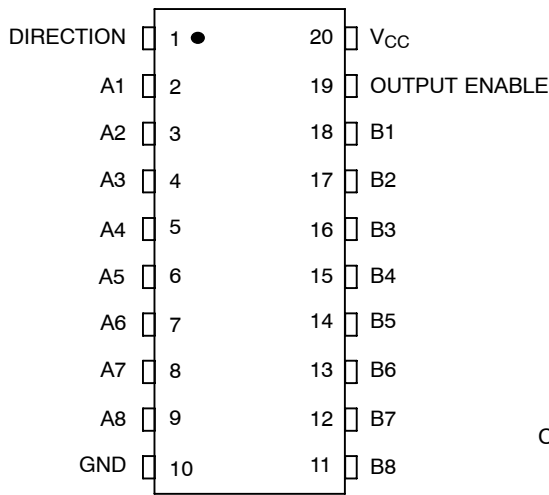 DIRECTION 1 20 VCC
A1 2 19 OUTPUT ENABLE
A2 3 18 B1
A3 4 17 B2
A4 5 16 B3
A5 6 15 B4
A6 7 14 B5
A7 8 13 B6
A8 9 12 B7
GND 10 11 B8